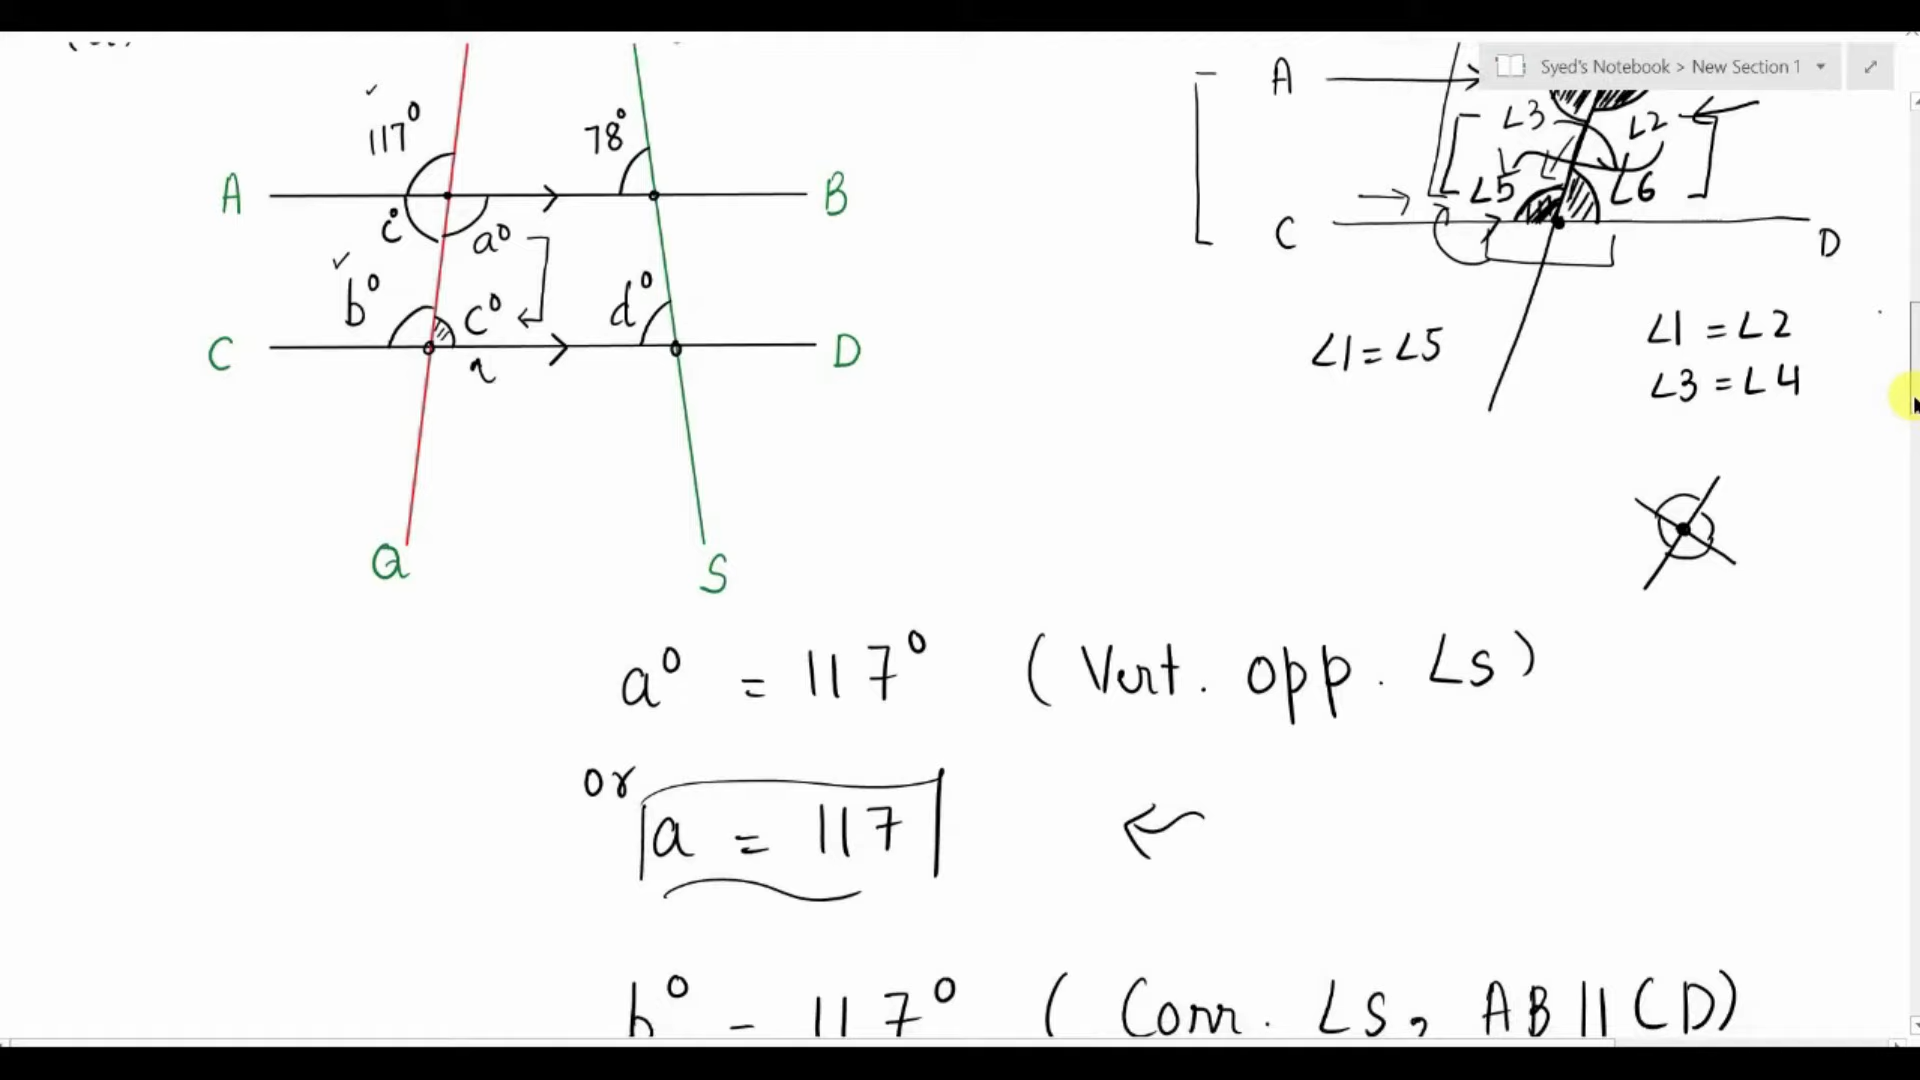 Syed's Notebook > New Section 1
117° 78°
A B
c° a°
b° c° d°
C D
Q S
A
∠3 ∠2
∠5 ∠6
C D
∠1 = ∠5
∠1 = ∠2
∠3 = ∠4
a° = 117° (Vert. opp. ∠s)
or
a = 117
b° = 117° (Corr. ∠s, AB || CD)